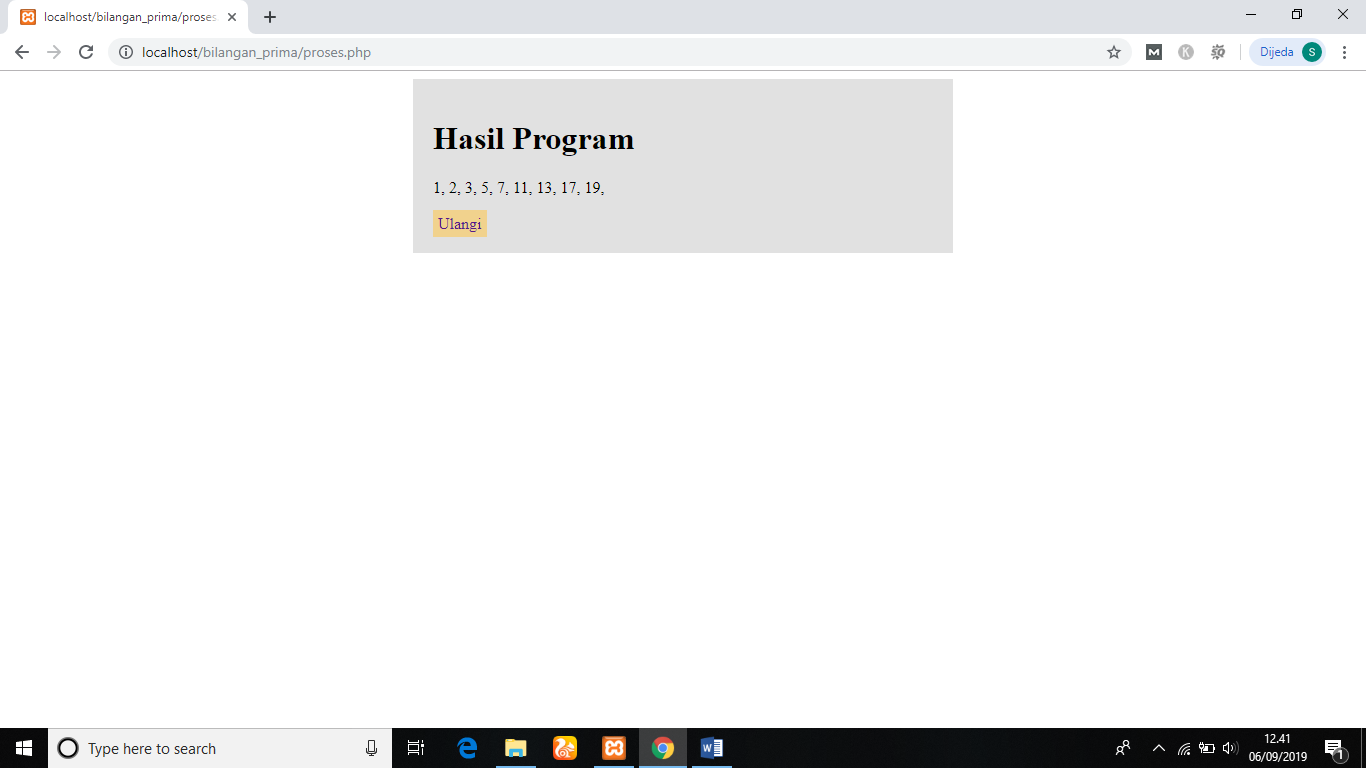 localhost/bilangan_prima/proses
localhost/bilangan_prima/proses.php
Dijeda S
Hasil Program
1, 2, 3, 5, 7, 11, 13, 17, 19,
Ulangi
Type here to search
12.41
06/09/2019
1